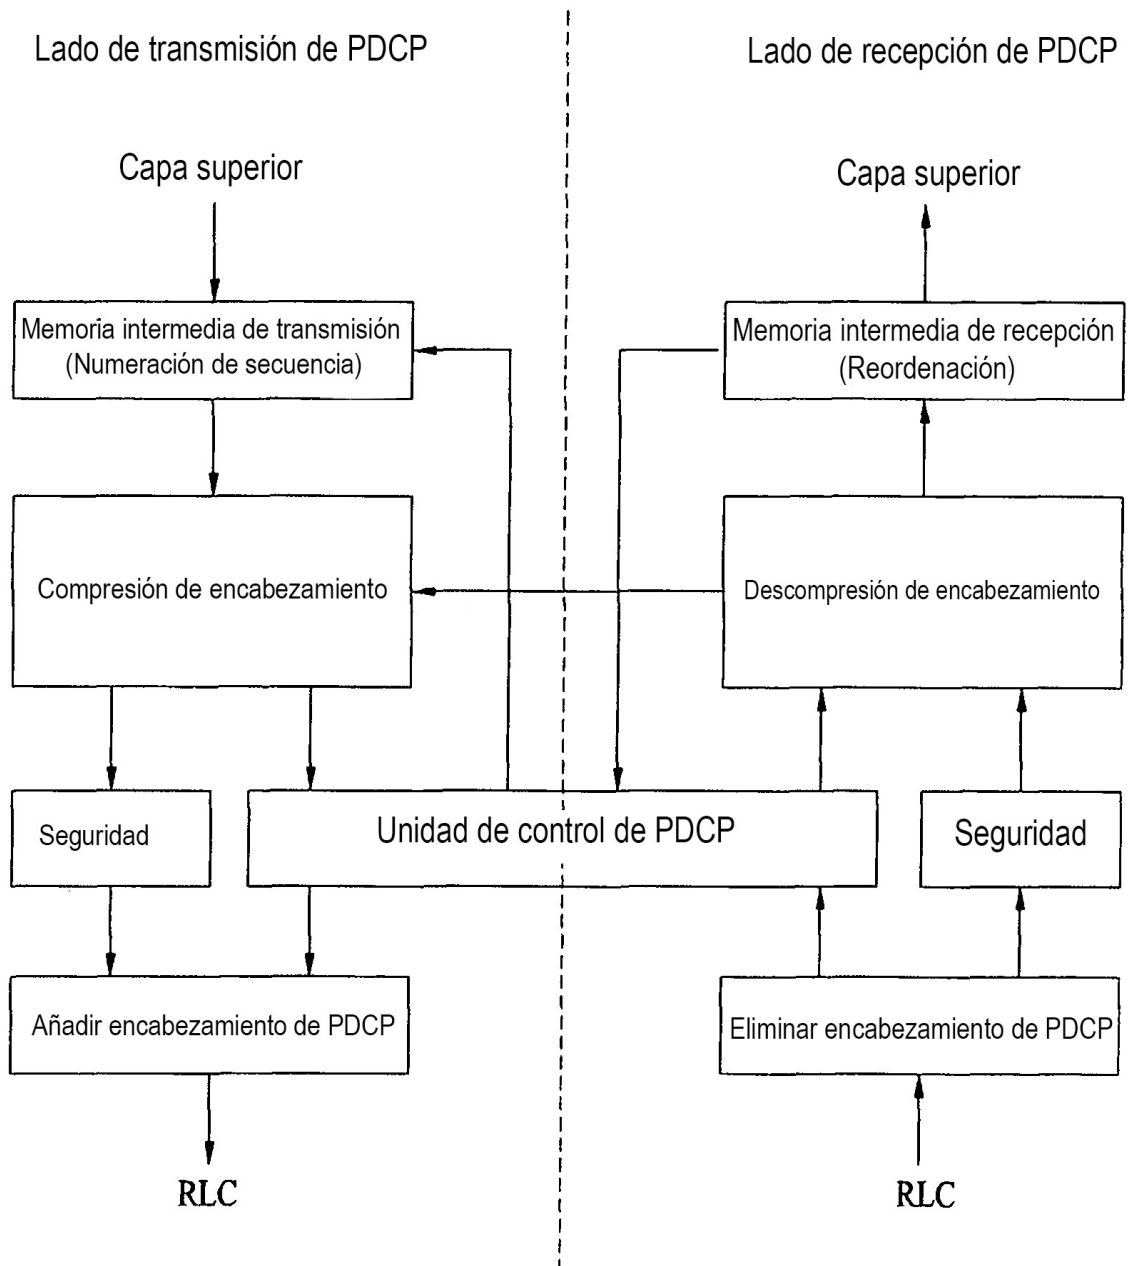 Lado de transmisión de PDCP
Lado de recepción de PDCP
Capa superior
Capa superior
Memoria intermedia de transmisión
(Numeración de secuencia)
Memoria intermedia de recepción
(Reordenación)
Compresión de encabezamiento
Descompresión de encabezamiento
Seguridad
Unidad de control de PDCP
Seguridad
Añadir encabezamiento de PDCP
Eliminar encabezamiento de PDCP
RLC
RLC